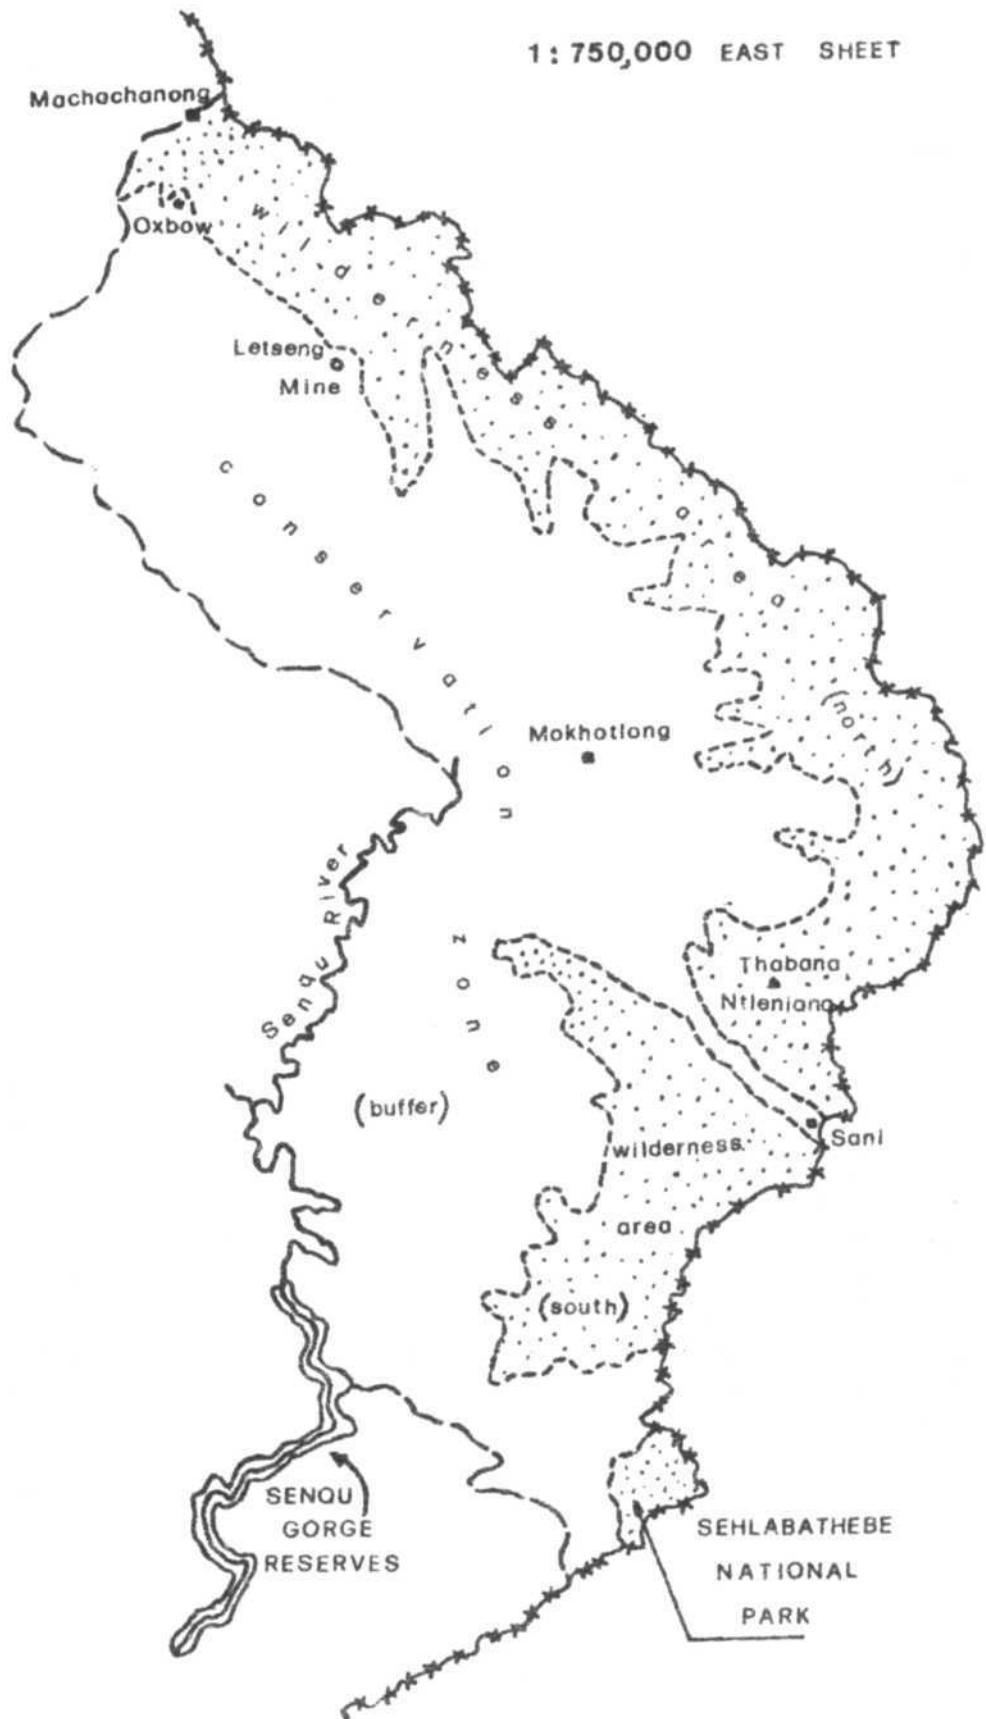 1:750,000 EAST SHEET
Machachanong
Oxbow
wilderness area (north)
Letseng
Mine
conservation zone
Mokhotlong
Senqu River
Thabana
Ntleniana
(buffer)
Sani
wilderness
area
(south)
SENQU
GORGE
RESERVES
SEHLABATHEBE
NATIONAL
PARK